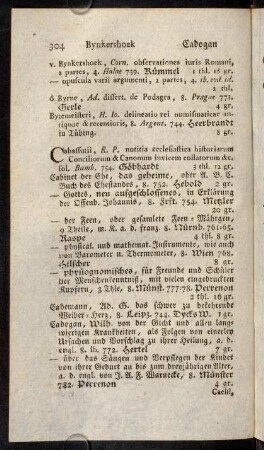 304 Bynkershoek Cadogan
v. Bynkershoek, Corn. observationes iuris Romani,
2 partes, 4. Halae 739. Kümmel 1 thl. 16 gr.
— opuscula varii argumenti, 2 partes, 4. ib. eod. id.
2 thl.
ó Byrne, Ad. dissert. de Podagra, 8. Pragae 773.
Gerle 4 gr.
Bytemeisteri, H. Io. delineatio rei numismaticae antiquae
& recentioris, 8. Argent. 744. Herrbrandt
in Tübing. 8 gr.
Cabassutii, R. P. notitia ecclesiastica historiarum
Conciliorum & Canonum invicem collatorum &c.
fol. Bamb. 754. Göbhardt 3 thl. 12 gr.
Cabinet der Ehe, das geheime, oder A. B. C.
Buch des Ehestandes, 8. 752. Hebold 2 gr.
— Gottes, neu aufgeschlossenes, in Erklärung
der Offenb. Johannis, 8. Frft. 754. Metzler
20 gr.
— der Feen, oder gesamlete Feen-Mährgen,
9 Theile, m. K. a. d. franz. 8. Nürnb. 761-65.
Raspe 4 thl. 8 gr.
— physical. und mathemat. Instrumente, wie auch
von Barometer u. Thermometer, 8. Wien 768.
Hilscher 8 gr.
— physiognomisches, für Freunde und Schüler
der Menschenkenntniß, mit vielen eingedruckten
Kupfern, 3 Thle, 8. Münst. 777-78. Perrenon
2 thl. 16 gr.
Cademann, Ad. G. das schwer zu bekehrende
Weiber-Herz, 8. Leipz. 744. Dycks W. 1 gr.
Cadogan, Wilh. von der Gicht und allen langwierigen
Krankheiten, als Folgen von einerley
Ursachen und Vorschlag zu ihrer Heilung, a. d.
engl. 8. ib. 772. Hertel 7 gr.
— über das Säugen und Verpflegen der Kinder
von ihrer Geburt an bis zum dreyjährigen Alter,
a. d. engl. von J. A. F. Warnecke, 8. Münster
782. Perrenon 4 gr.
Caelii,